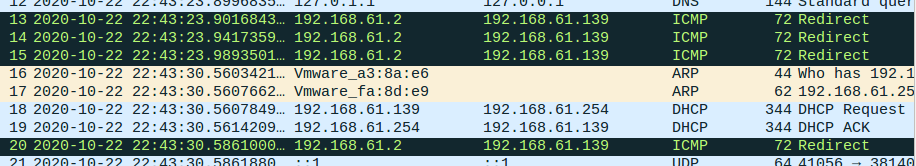 12 2020-10-22 22:43:23.8996835… 127.0.1.1 127.0.0.1 DNS 144 Standard quer
13 2020-10-22 22:43:23.9016843… 192.168.61.2 192.168.61.139 ICMP 72 Redirect
14 2020-10-22 22:43:23.9417359… 192.168.61.2 192.168.61.139 ICMP 72 Redirect
15 2020-10-22 22:43:23.9893501… 192.168.61.2 192.168.61.139 ICMP 72 Redirect
16 2020-10-22 22:43:30.5603421… Vmware_a3:8a:e6 ARP 44 Who has 192.1
17 2020-10-22 22:43:30.5607662… Vmware_fa:8d:e9 ARP 62 192.168.61.25
18 2020-10-22 22:43:30.5607849… 192.168.61.139 192.168.61.254 DHCP 344 DHCP Request
19 2020-10-22 22:43:30.5614209… 192.168.61.254 192.168.61.139 DHCP 344 DHCP ACK
20 2020-10-22 22:43:30.5861000… 192.168.61.2 192.168.61.139 ICMP 72 Redirect
21 2020-10-22 22:43:30.5861880… ::1 ::1 UDP 64 41056 → 38140